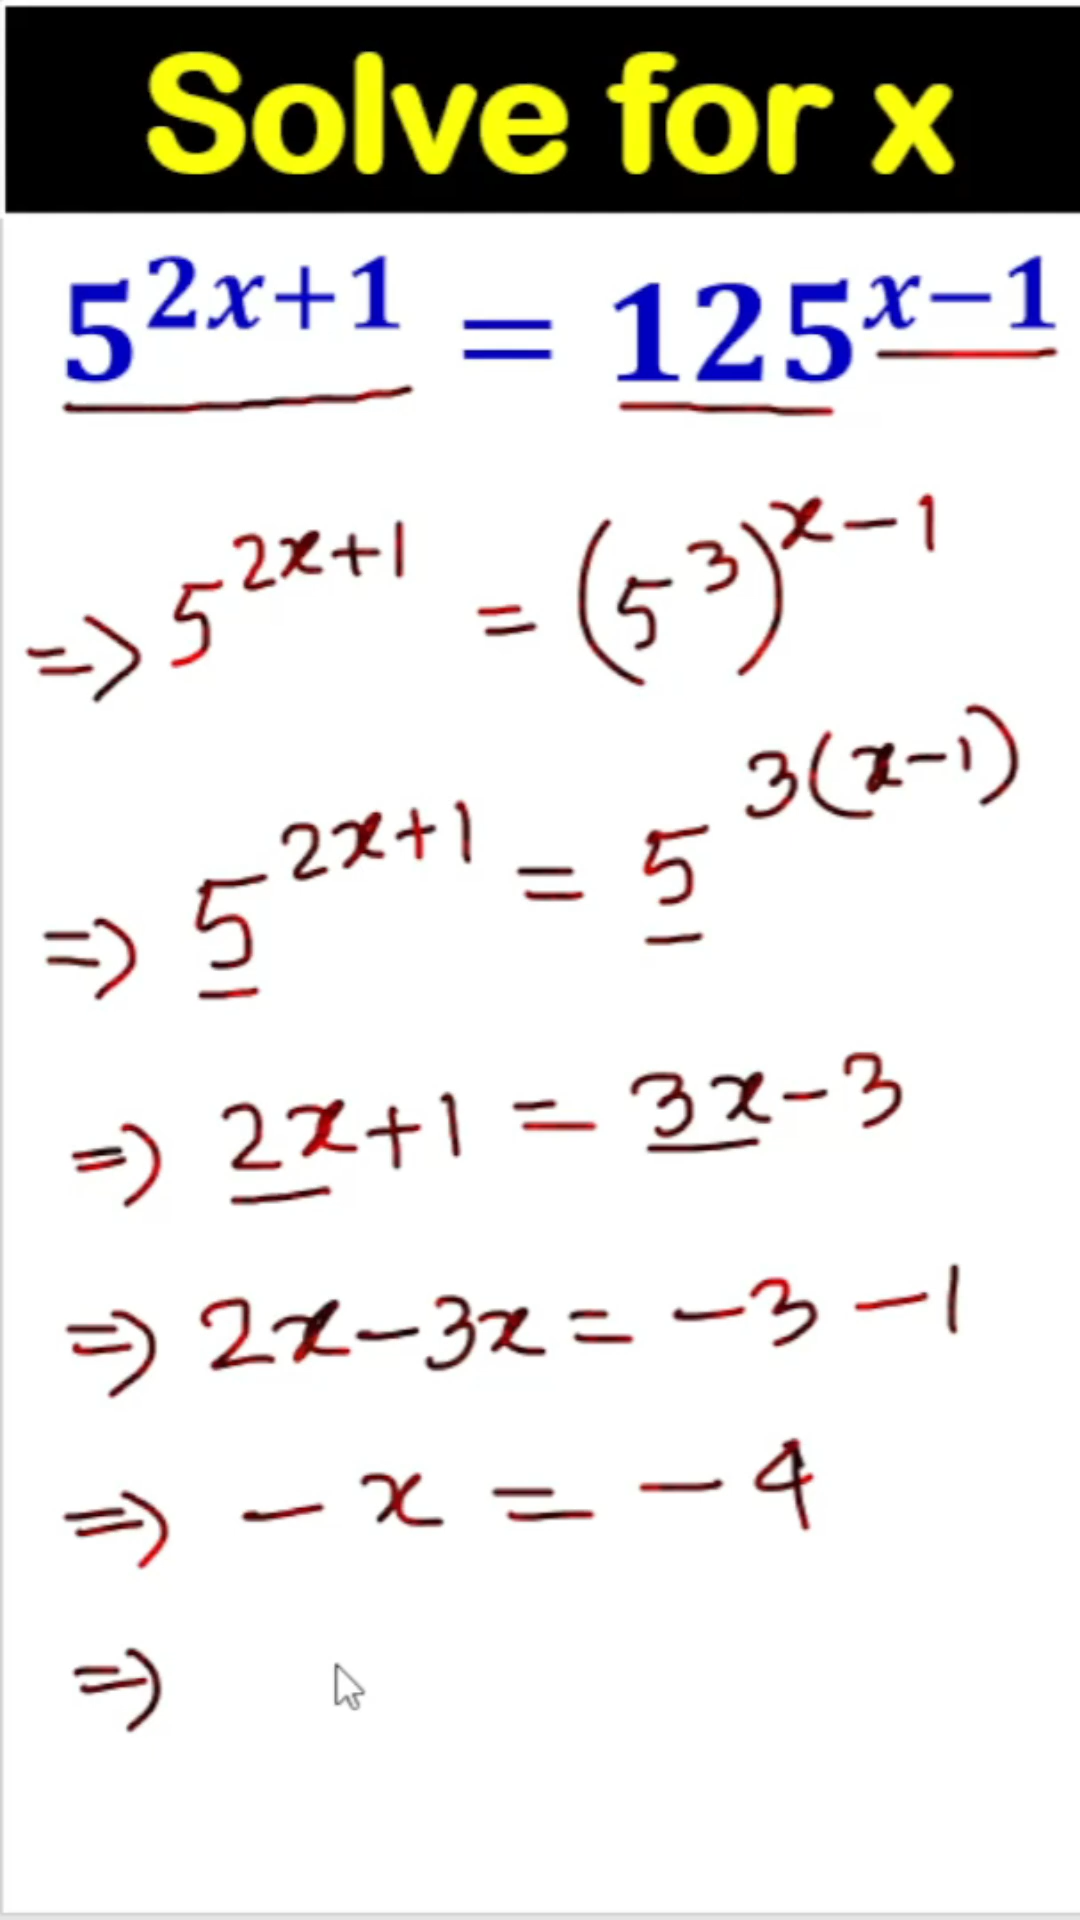 Solve for x
5^{2x+1} = 125^{x-1}
=> 5^{2x+1} = (5^3)^{x-1}
=> 5^{2x+1} = 5^{3(x-1)}
=> 2x+1 = 3x-3
=> 2x-3x = -3-1
=> -x = -4
=>